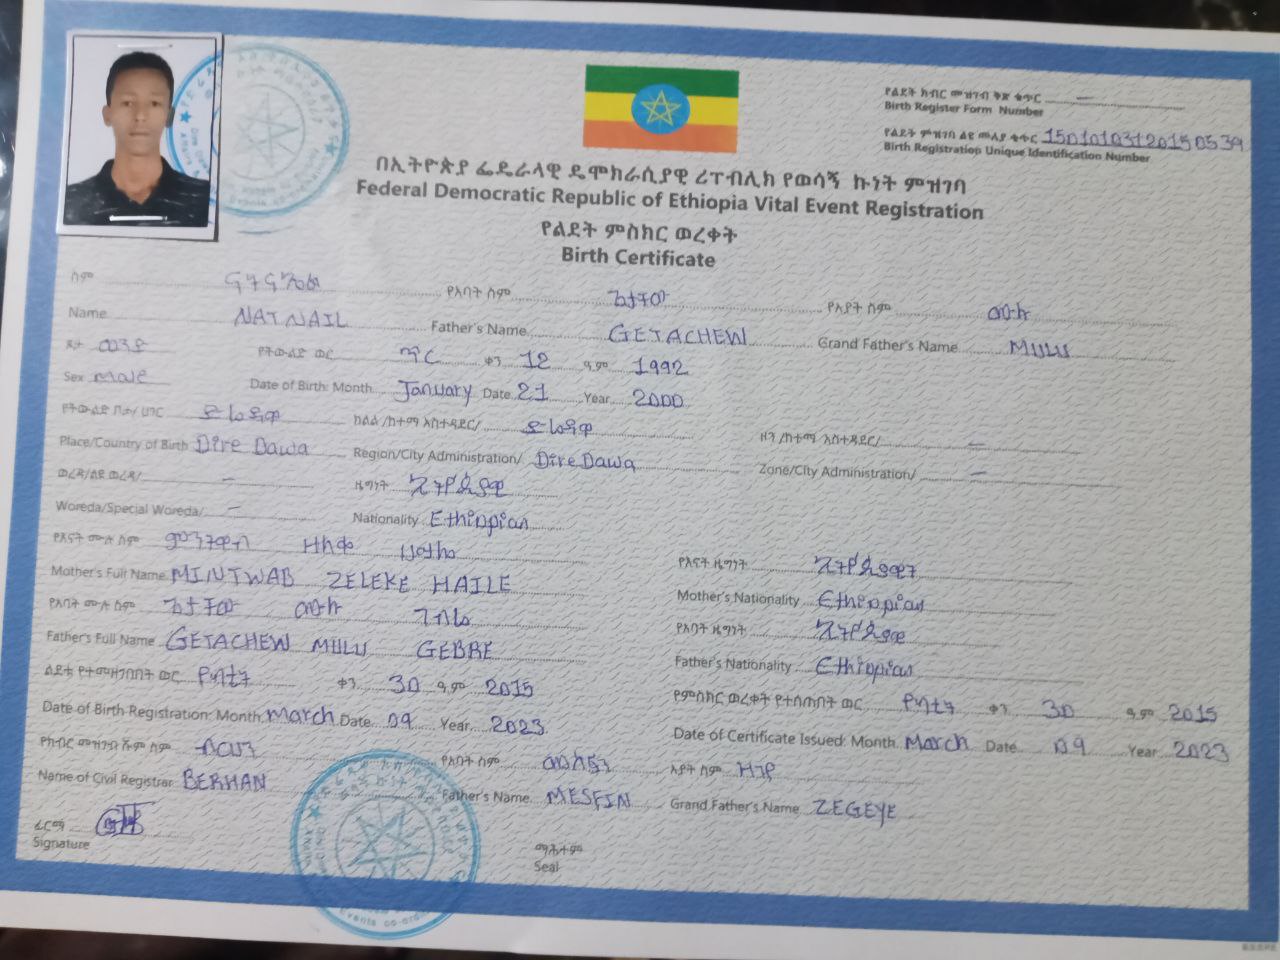 የልደት ክብር መዝገብ ቅጽ ቁጥር —
Birth Register Form Number
የልደት ምዝገባ ልዩ መለያ ቁጥር 15010103120150539
Birth Registration Unique Identification Number
በኢትዮጵያ ፌዴራላዊ ዴሞክራሲያዊ ሪፐብሊክ የወሳኝ ኩነት ምዝገባ
Federal Democratic Republic of Ethiopia Vital Event Registration
የልደት ምስክር ወረቀት
Birth Certificate
ስም ናትናኤል የአባት ስም ጌታቸው የአያት ስም ሙሉ
Name NATNAIL Father's Name GETACHEW Grand Father's Name MULU
ጾታ ወንድ የትውልድ ወር ጥር ቀን 12 ዓ.ም 1992
Sex Male Date of Birth: Month January Date 21 Year 2000
የትውልድ ቦታ/ ሀገር ድሬዳዋ ክልል /ከተማ አስተዳደር/ ድሬዳዋ ዞን /ከተማ አስተዳደር/ —
Place/Country of Birth Dire Dawa Region/City Administration/ Dire Dawa Zone/City Administration/ —
ወረዳ/ልዩ ወረዳ/ — ዜግነት ኢትዮጵያዊ
Woreda/Special Woreda/ — Nationality Ethiopian
የእናት ሙሉ ስም ምንትዋብ ዘለቀ ሀይሌ የእናት ዜግነት ኢትዮጵያዊት
Mother's Full Name MINTWAB ZELEKE HAILE Mother's Nationality Ethiopian
የአባት ሙሉ ስም ጌታቸው ሙሉ ገብሬ የአባት ዜግነት ኢትዮጵያዊ
Father's Full Name GETACHEW MULU GEBRE Father's Nationality Ethiopian
ልደቱ የተመዘገበበት ወር የካቲት ቀን 30 ዓ.ም 2015 የምስክር ወረቀት የተሰጠበት ወር የካቲት ቀን 30 ዓ.ም 2015
Date of Birth Registration: Month March Date 09 Year 2023 Date of Certificate Issued: Month March Date 09 Year 2023
የክብር መዝገብ ሹም ስም ብርሀን የአባት ስም መስፍን አያት ስም ዘገየ
Name of Civil Registrar BERHAN Father's Name MESFIN Grand Father's Name ZEGEYE
ፊርማ
Signature
ማኅተም
Seal